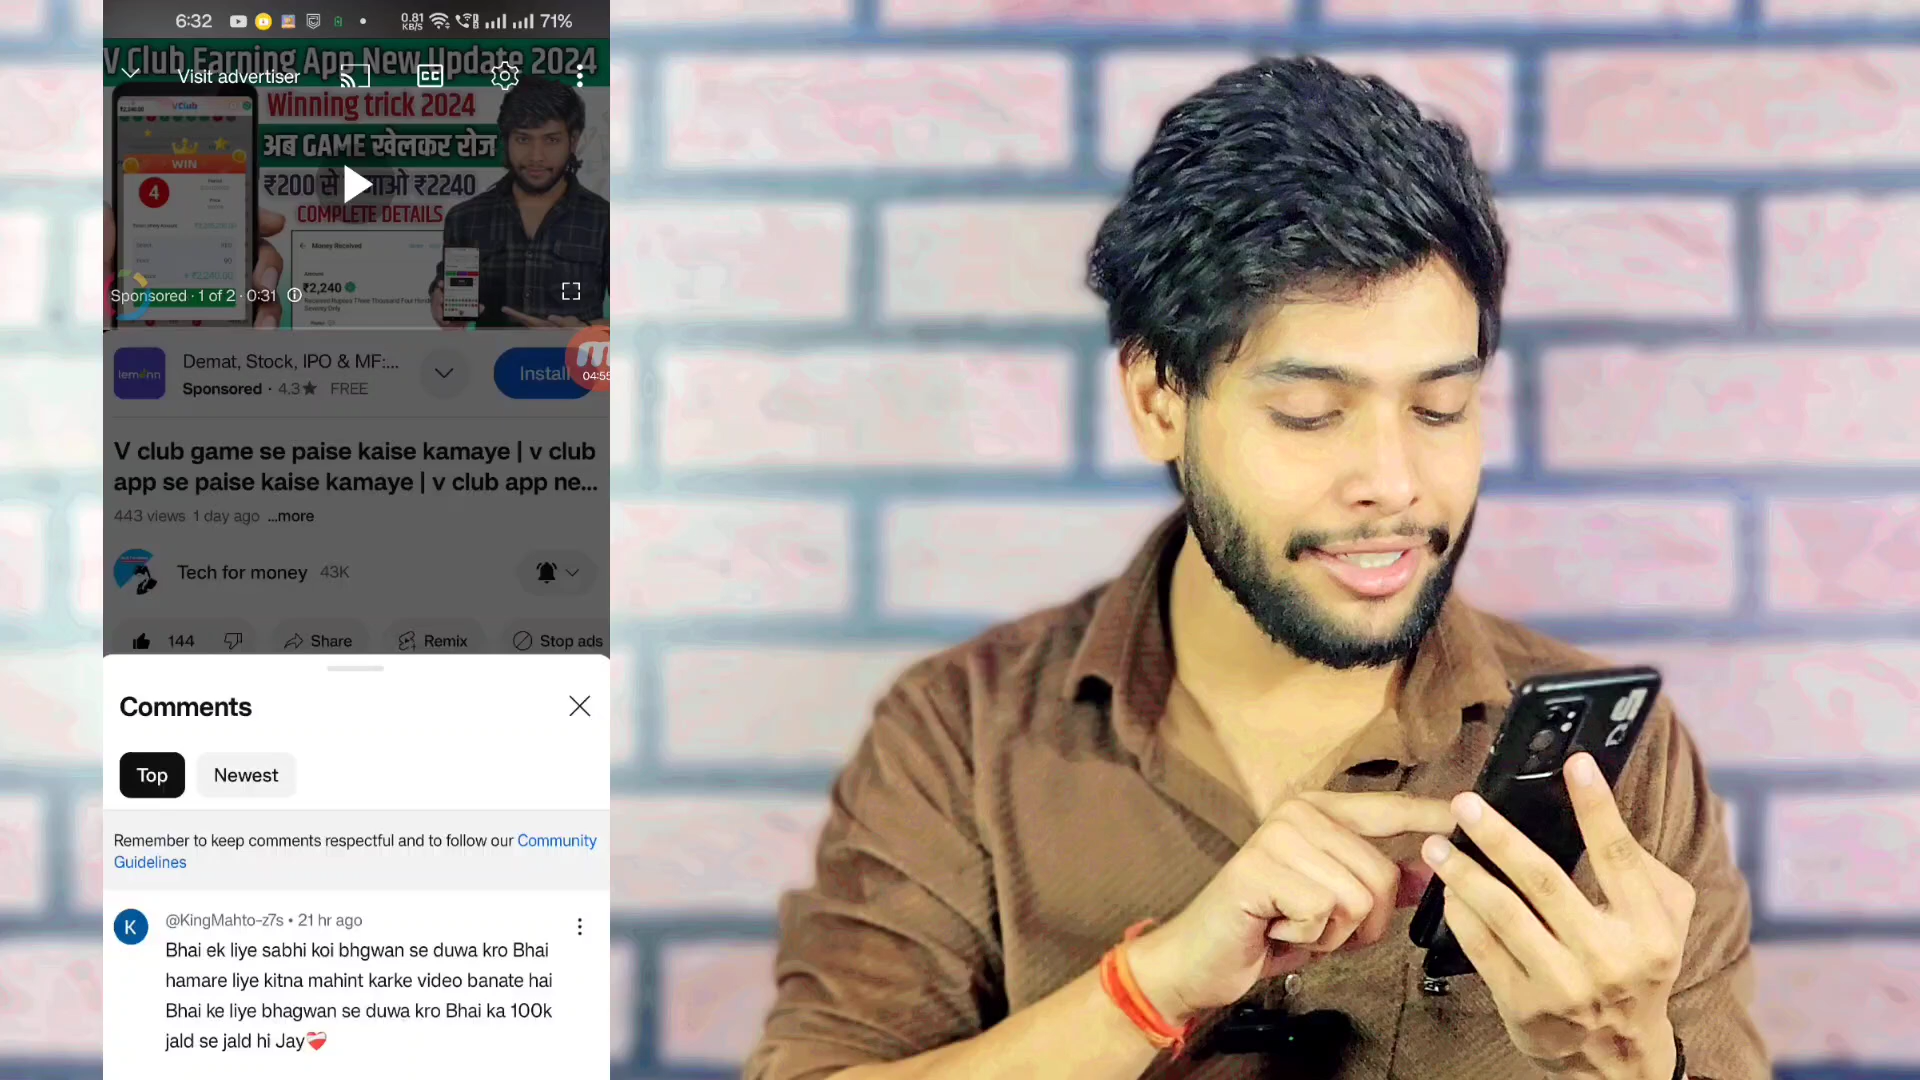 6:32
0.81 KB/S
71%
V Club Earning App New Update 2024
Visit advertiser
CC
Winning trick 2024
अब GAME खेलकर रोज
₹200 से कमाओ ₹2240
COMPLETE DETAILS
VClub
WIN
4
Money Received
Amount
₹2,240
Sponsored · 1 of 2 · 0:31
lemonn
Demat, Stock, IPO & MF:...
Sponsored · 4.3★ FREE
Install
04:55
V club game se paise kaise kamaye | v club
app se paise kaise kamaye | v club app ne...
443 views 1 day ago ...more
Tech for money 43K
144
Share
Remix
Stop ads
Comments
Top
Newest
Remember to keep comments respectful and to follow our Community
Guidelines
K
@KingMahto-z7s • 21 hr ago
Bhai ek liye sabhi koi bhgwan se duwa kro Bhai
hamare liye kitna mahint karke video banate hai
Bhai ke liye bhagwan se duwa kro Bhai ka 100k
jald se jald hi Jay❤️‍🩹